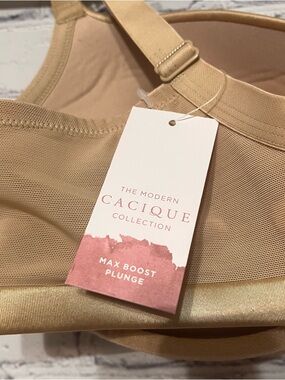 THE MODERN
CACIQUE
COLLECTION
MAX BOOST
PLUNGE